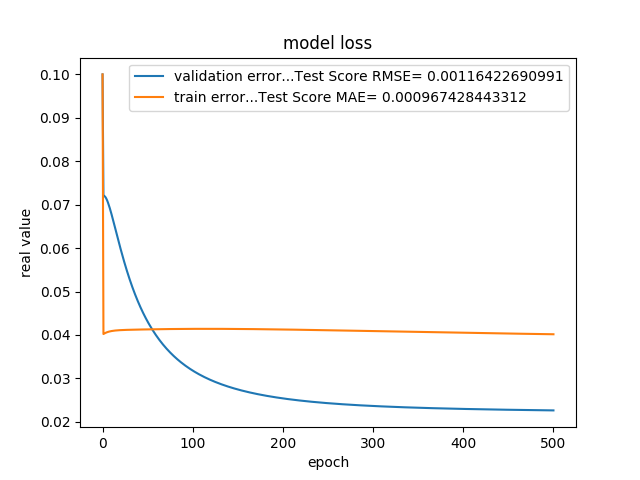 model loss
validation error...Test Score RMSE= 0.00116422690991
train error...Test Score MAE= 0.000967428443312
real value
0.10
0.09
0.08
0.07
0.06
0.05
0.04
0.03
0.02
0 100 200 300 400 500
epoch